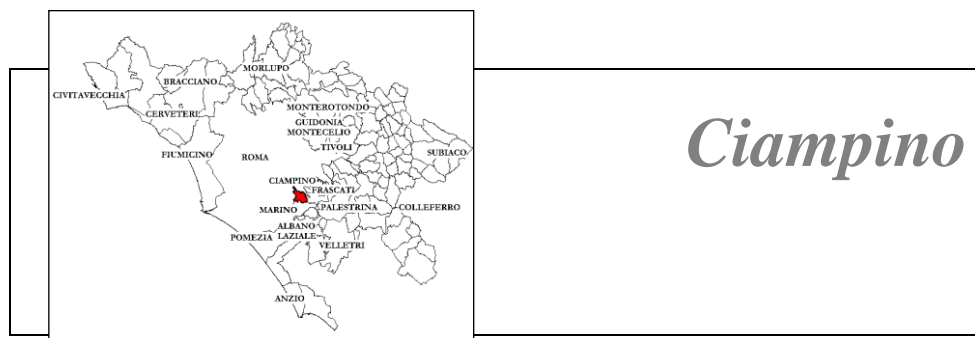 MORLUPO
BRACCIANO
CIVITAVECCHIA
CERVETERI
MONTEROTONDO
GUIDONIA
MONTECELIO
TIVOLI
SUBIACO
FIUMICINO
ROMA
CIAMPINO
FRASCATI
MARINO
PALESTRINA
COLLEFERRO
ALBANO
LAZIALE
POMEZIA
VELLETRI
ANZIO
Ciampino